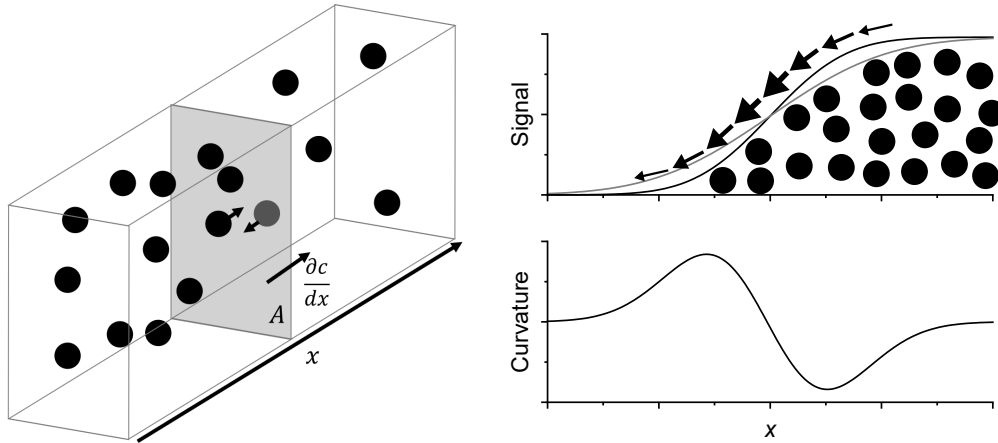 ∂c
dx
A
x
Signal
Curvature
x